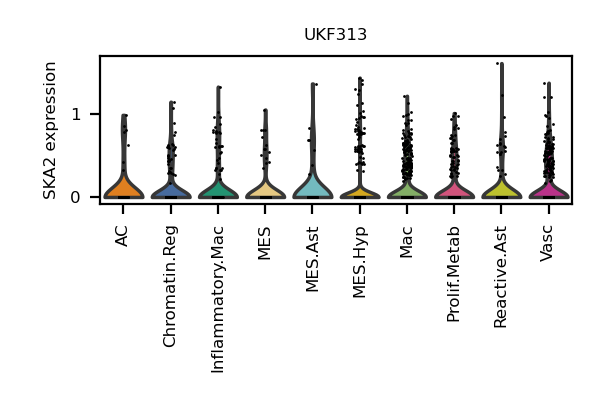 UKF313
SKA2 expression
1
0
AC
Chromatin.Reg
Inflammatory.Mac
MES
MES.Ast
MES.Hyp
Mac
Prolif.Metab
Reactive.Ast
Vasc